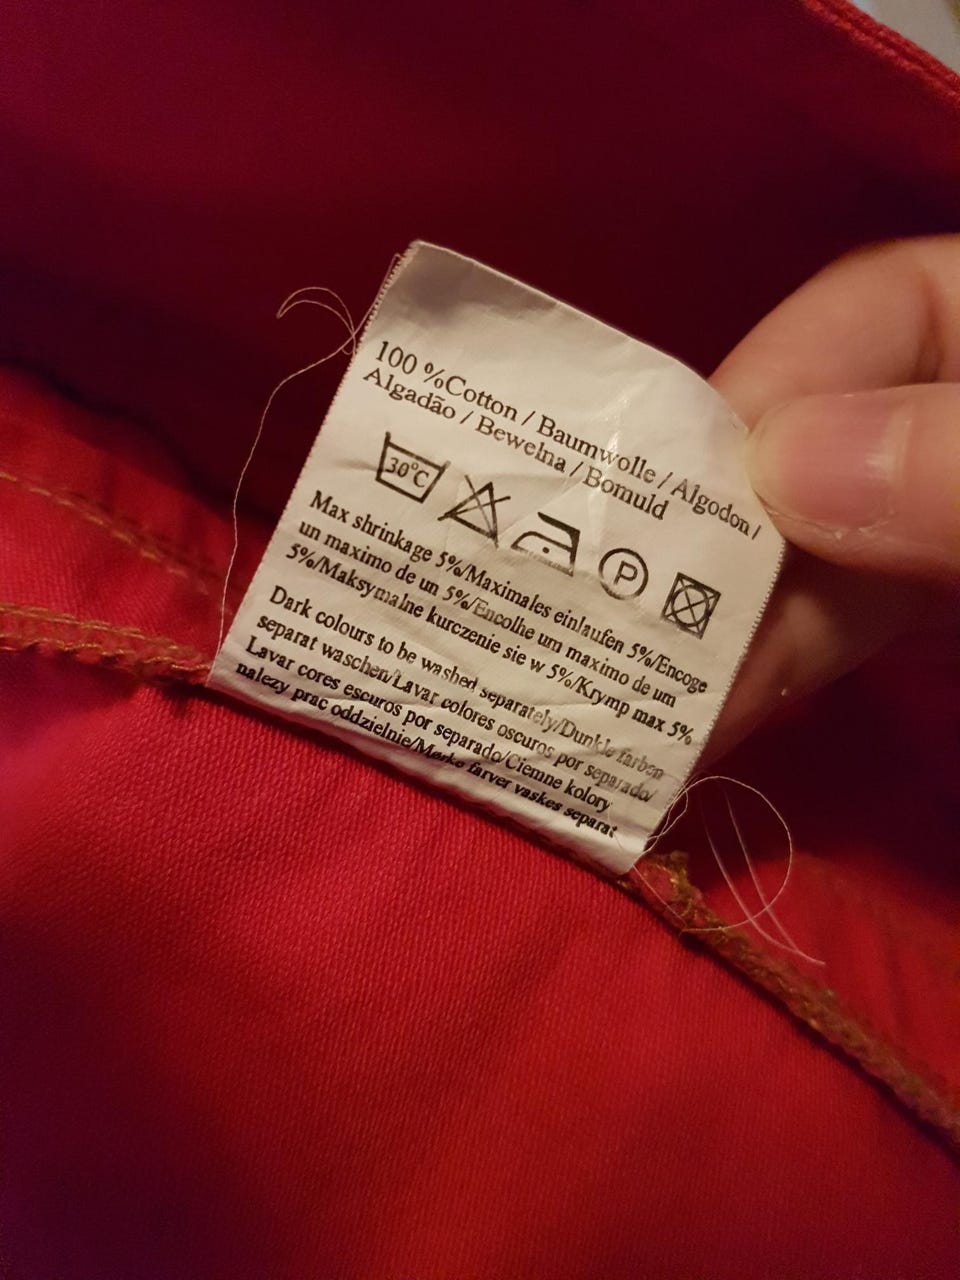 100 %Cotton / Baumwolle / Algodon /
Algadão / Bewełna / Bomuld
30°C
P
Max shrinkage 5%/Maximales einlaufen 5%/Encoge
un maximo de un 5%/Encolhe um maximo de um
5%/Maksymalne kurczenie sie w 5%/Krymp max 5%
Dark colours to be washed separately/Dunkle farben
separat waschen/Lavar colores oscuros por separado/
Lavar cores escuros por separado/Ciemne kolory
nalezy prac oddzielnie/Mørke farver vaskes separat